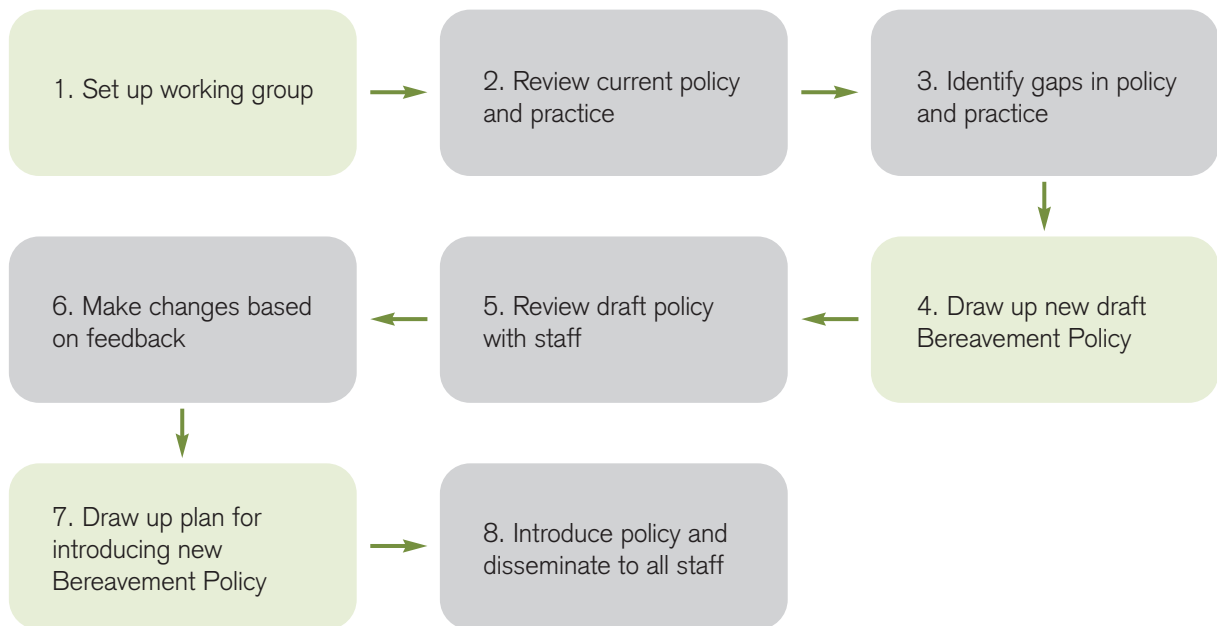 1. Set up working group
2. Review current policy
and practice
3. Identify gaps in policy
and practice
4. Draw up new draft
Bereavement Policy
5. Review draft policy
with staff
6. Make changes based
on feedback
7. Draw up plan for
introducing new
Bereavement Policy
8. Introduce policy and
disseminate to all staff